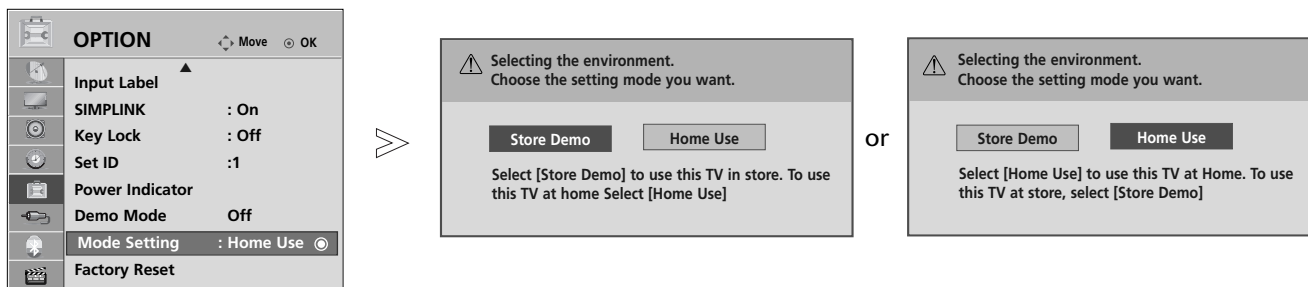 OPTION
Move
OK
Input Label
SIMPLINK : On
Key Lock : Off
Set ID :1
Power Indicator
Demo Mode Off
Mode Setting : Home Use
Factory Reset
Selecting the environment.
Choose the setting mode you want.
Store Demo Home Use
Select [Store Demo] to use this TV in store. To use
this TV at home Select [Home Use]
or
Selecting the environment.
Choose the setting mode you want.
Store Demo Home Use
Select [Home Use] to use this TV at Home. To use
this TV at store, select [Store Demo]